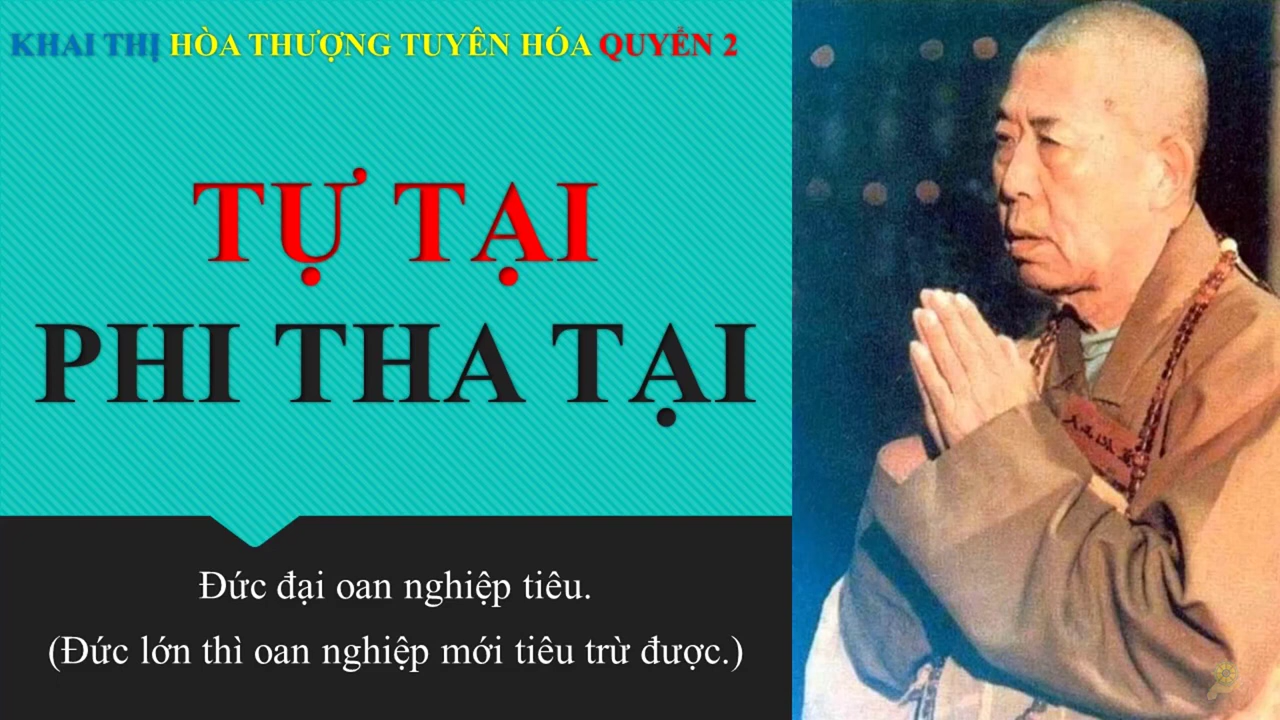 KHAI THỊ HÒA THƯỢNG TUYÊN HÓA QUYỂN 2
TỰ TẠI
PHI THA TẠI
Đức đại oan nghiệp tiêu.
(Đức lớn thì oan nghiệp mới tiêu trừ được.)